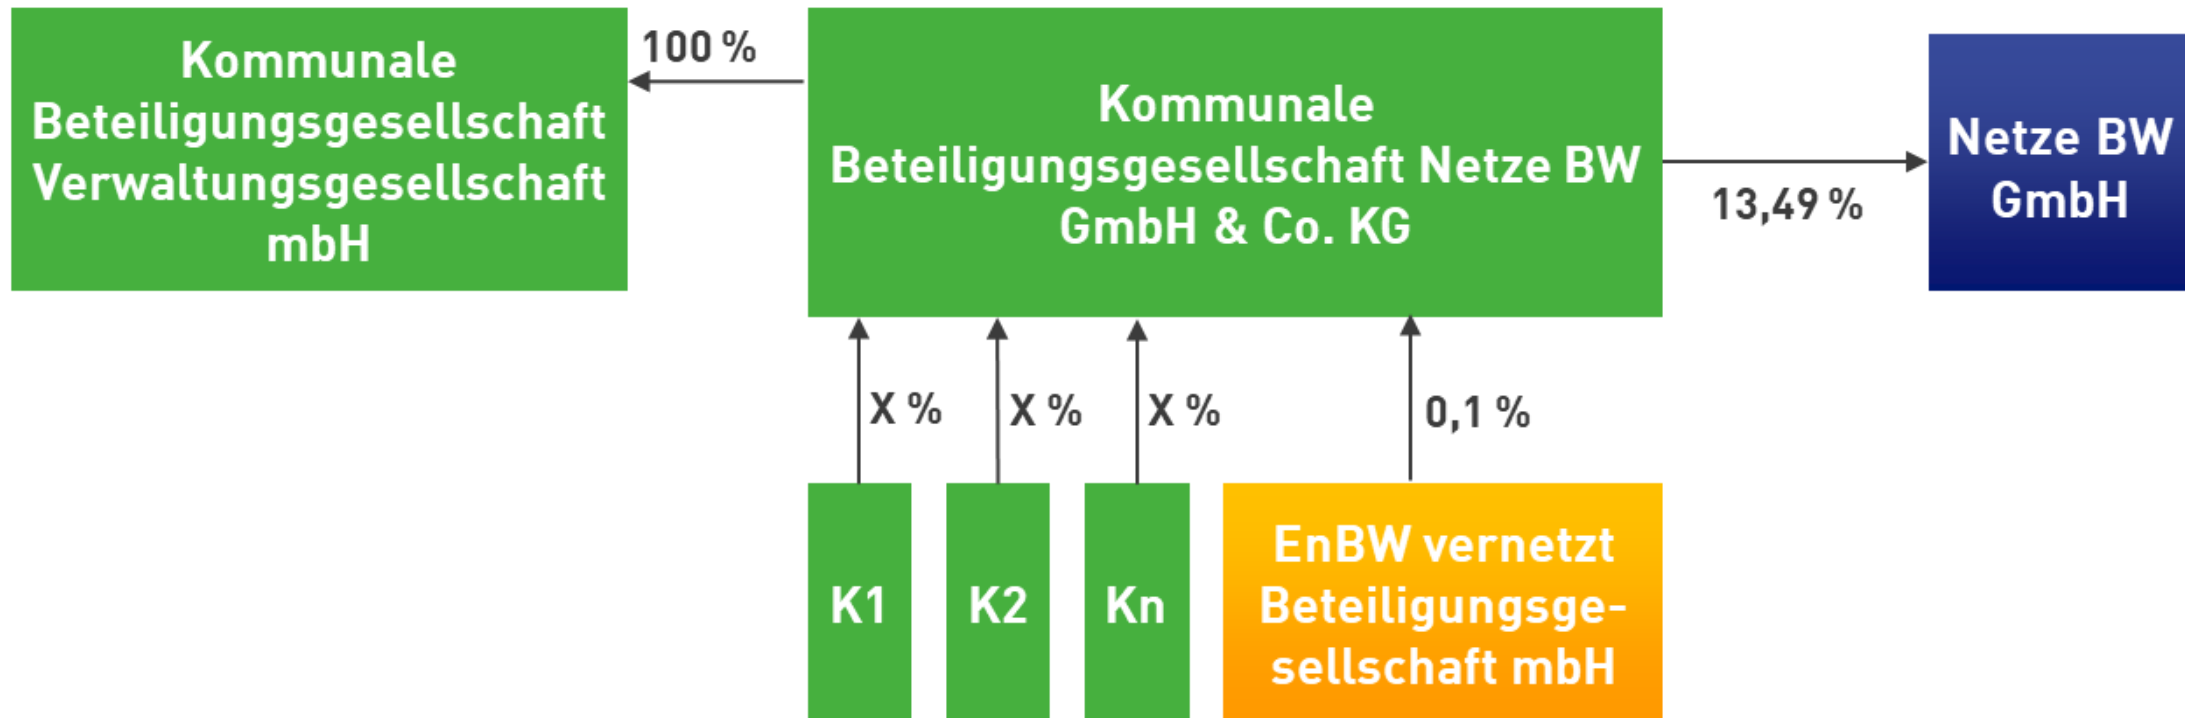 Kommunale
Beteiligungsgesellschaft
Verwaltungsgesellschaft
mbH
100 %
Kommunale
Beteiligungsgesellschaft Netze BW
GmbH & Co. KG
13,49 %
Netze BW
GmbH
X %
X %
X %
0,1 %
K1
K2
Kn
EnBW vernetzt
Beteiligungsge-
sellschaft mbH